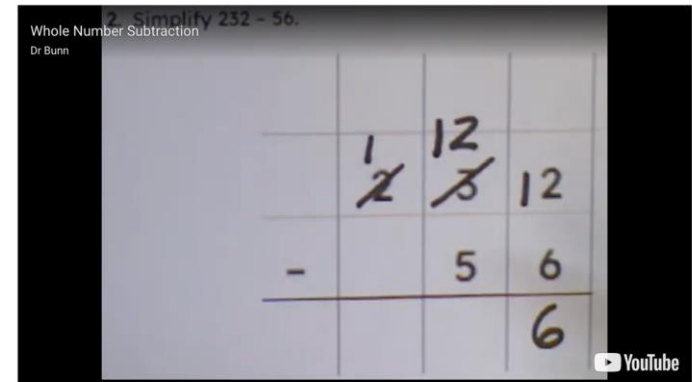 2. Simplify 232 - 56.
Whole Number Subtraction
Dr Bunn
1 12
2 3 12
- 5 6
6
YouTube